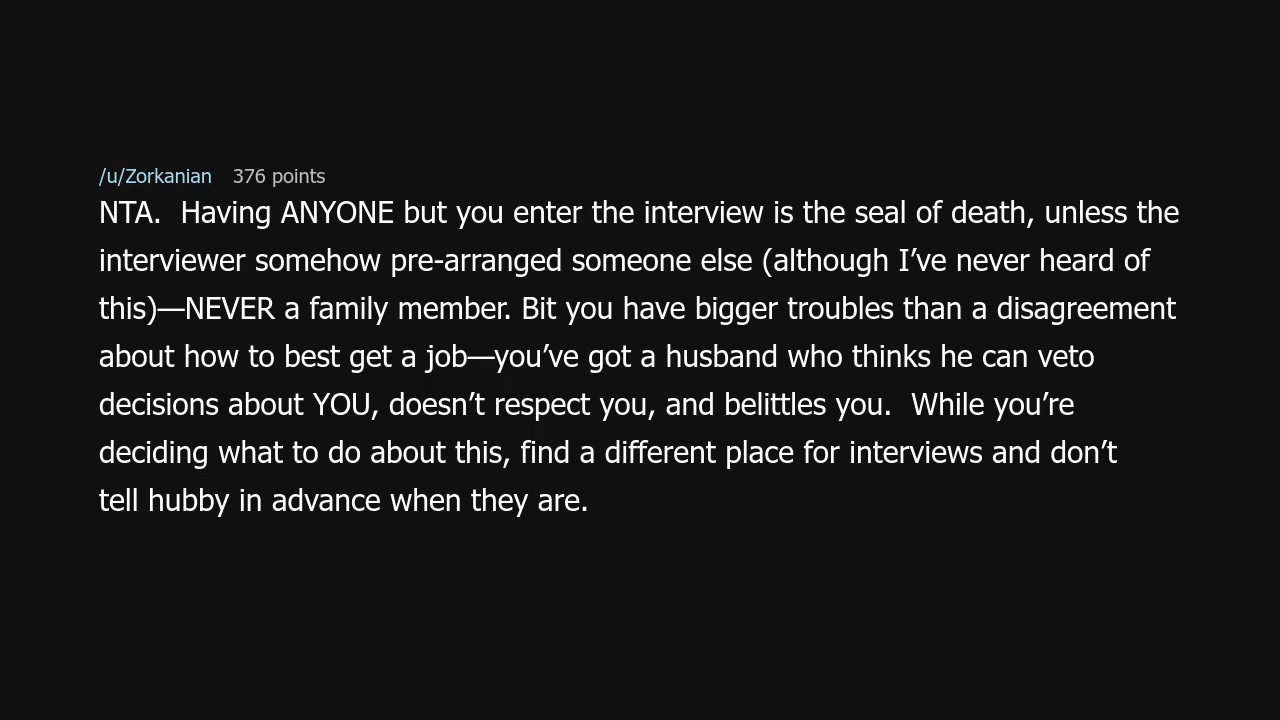 /u/Zorkanian 376 points
NTA.  Having ANYONE but you enter the interview is the seal of death, unless the
interviewer somehow pre-arranged someone else (although I’ve never heard of
this)—NEVER a family member. Bit you have bigger troubles than a disagreement
about how to best get a job—you’ve got a husband who thinks he can veto
decisions about YOU, doesn’t respect you, and belittles you.  While you’re
deciding what to do about this, find a different place for interviews and don’t
tell hubby in advance when they are.